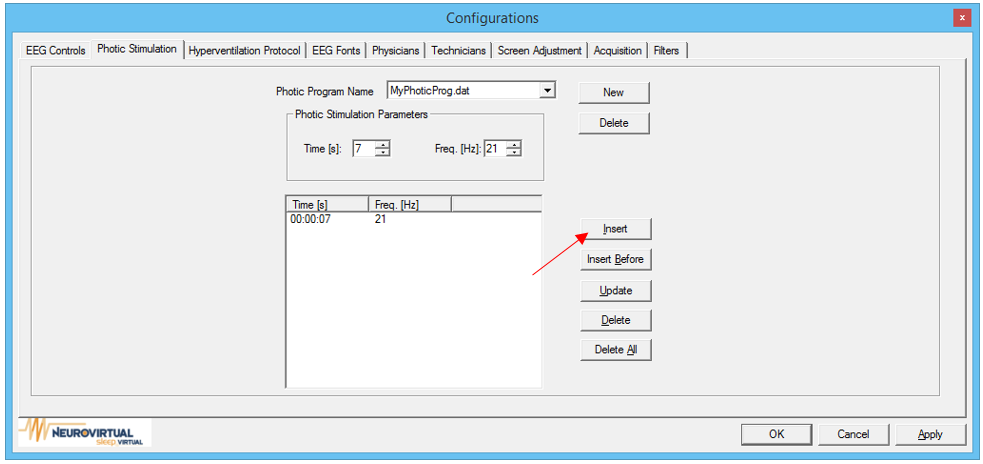 Configurations
x
EEG Controls Photic Stimulation Hyperventilation Protocol EEG Fonts Physicians Technicians Screen Adjustment Acquisition Filters
Photic Program Name MyPhoticProg.dat New
Photic Stimulation Parameters
Delete
Time [s]: 7 Freq. [Hz]: 21
Time [s] Freq. [Hz]
00:00:07 21
Insert
Insert Before
Update
Delete
Delete All
NEUROVIRTUAL
sleep VIRTUAL
OK Cancel Apply